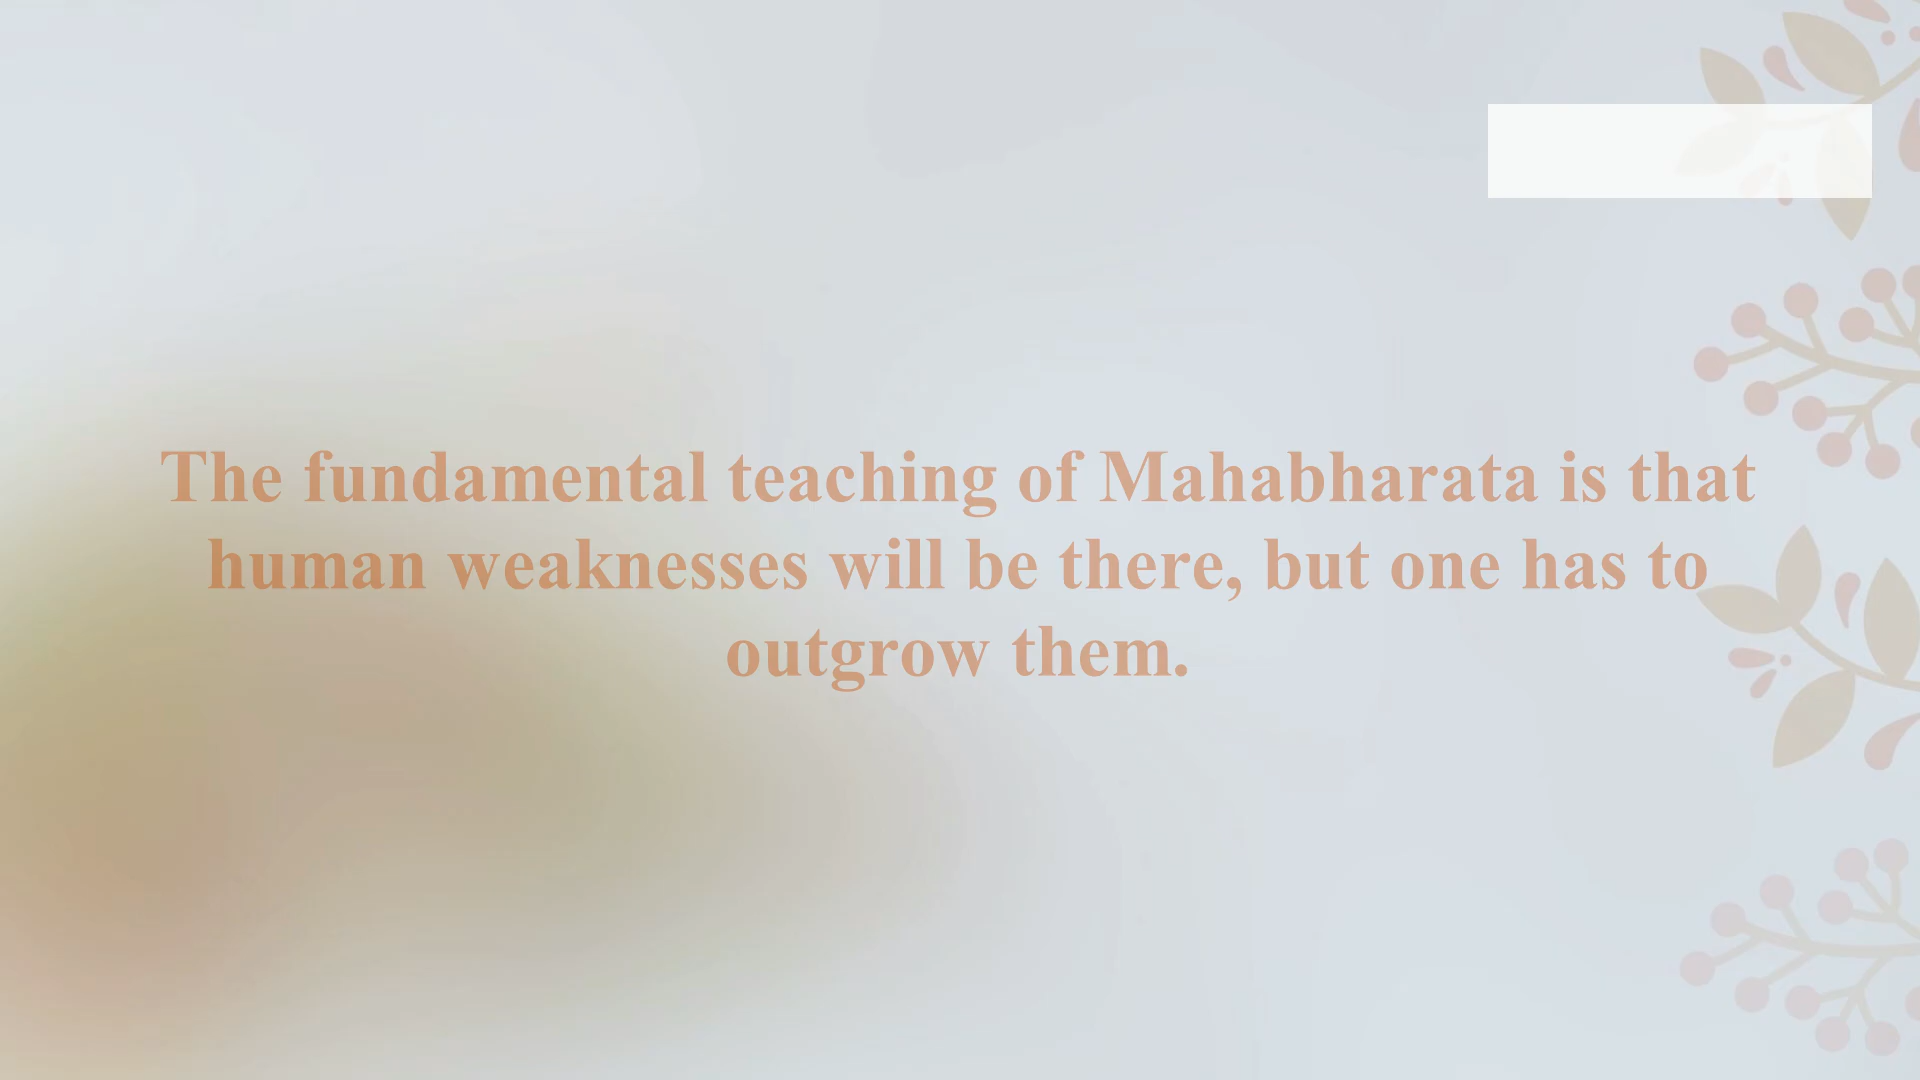 The fundamental teaching of Mahabharata is that
human weaknesses will be there, but one has to
outgrow them.